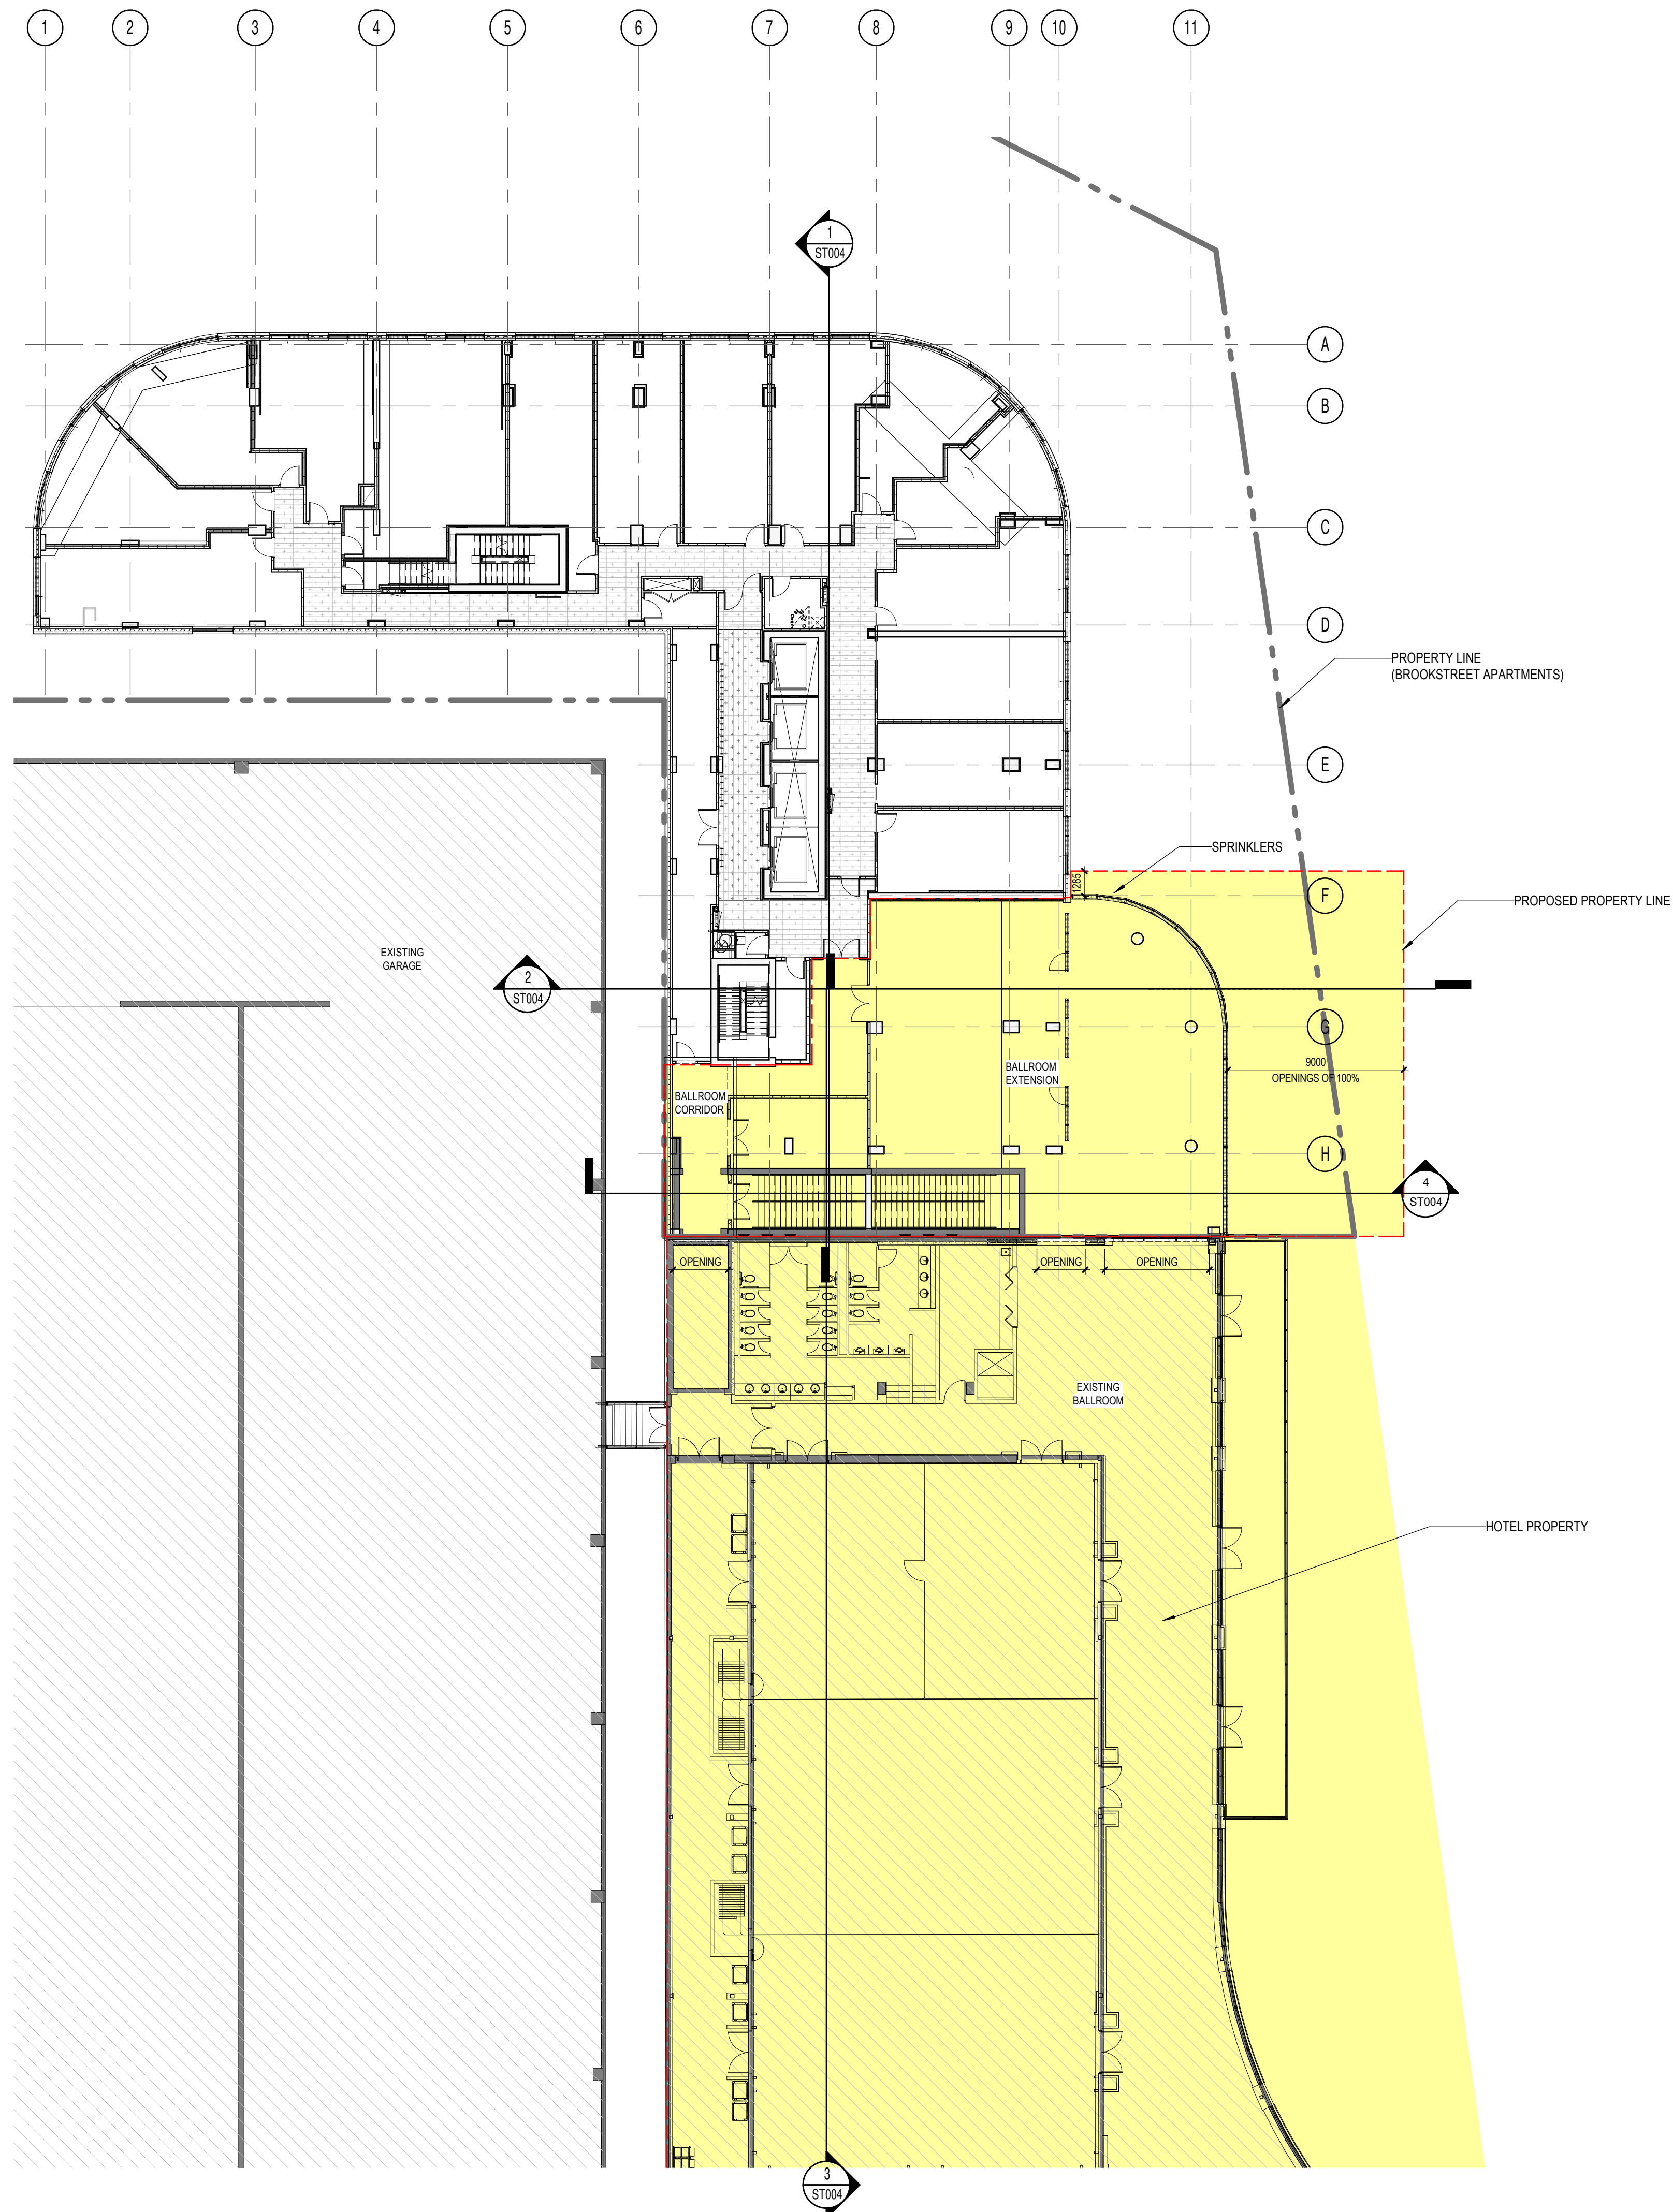 1
2
3
4
5
6
7
8
9
10
11
1
ST004
A
B
C
D
PROPERTY LINE
(BROOKSTREET APARTMENTS)
E
SPRINKLERS
1285
F
PROPOSED PROPERTY LINE
EXISTING
GARAGE
2
ST004
G
9000
OPENINGS OF 100%
BALLROOM
EXTENSION
BALLROOM
CORRIDOR
H
4
ST004
OPENING
OPENING
OPENING
EXISTING
BALLROOM
HOTEL PROPERTY
3
ST004